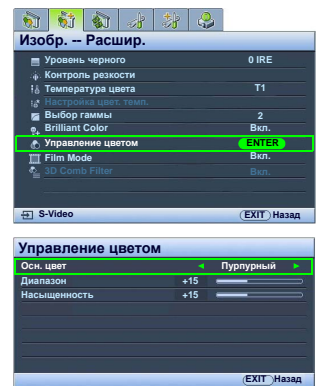 Изобр. -- Расшир.
Уровень черного 0 IRE
Контроль резкости
Température цвета T1
Настройка цвет. темп.
Выбор гаммы 2
Brilliant Color Вкл.
Управление цветом ENTER
Film Mode Вкл.
3D Comb Filter Вкл.
S-Video EXIT Назад
Управление цветом
Осн. цвет ◄ Пурпурный ►
Диапазон +15
Насыщенность +15
EXIT Назад